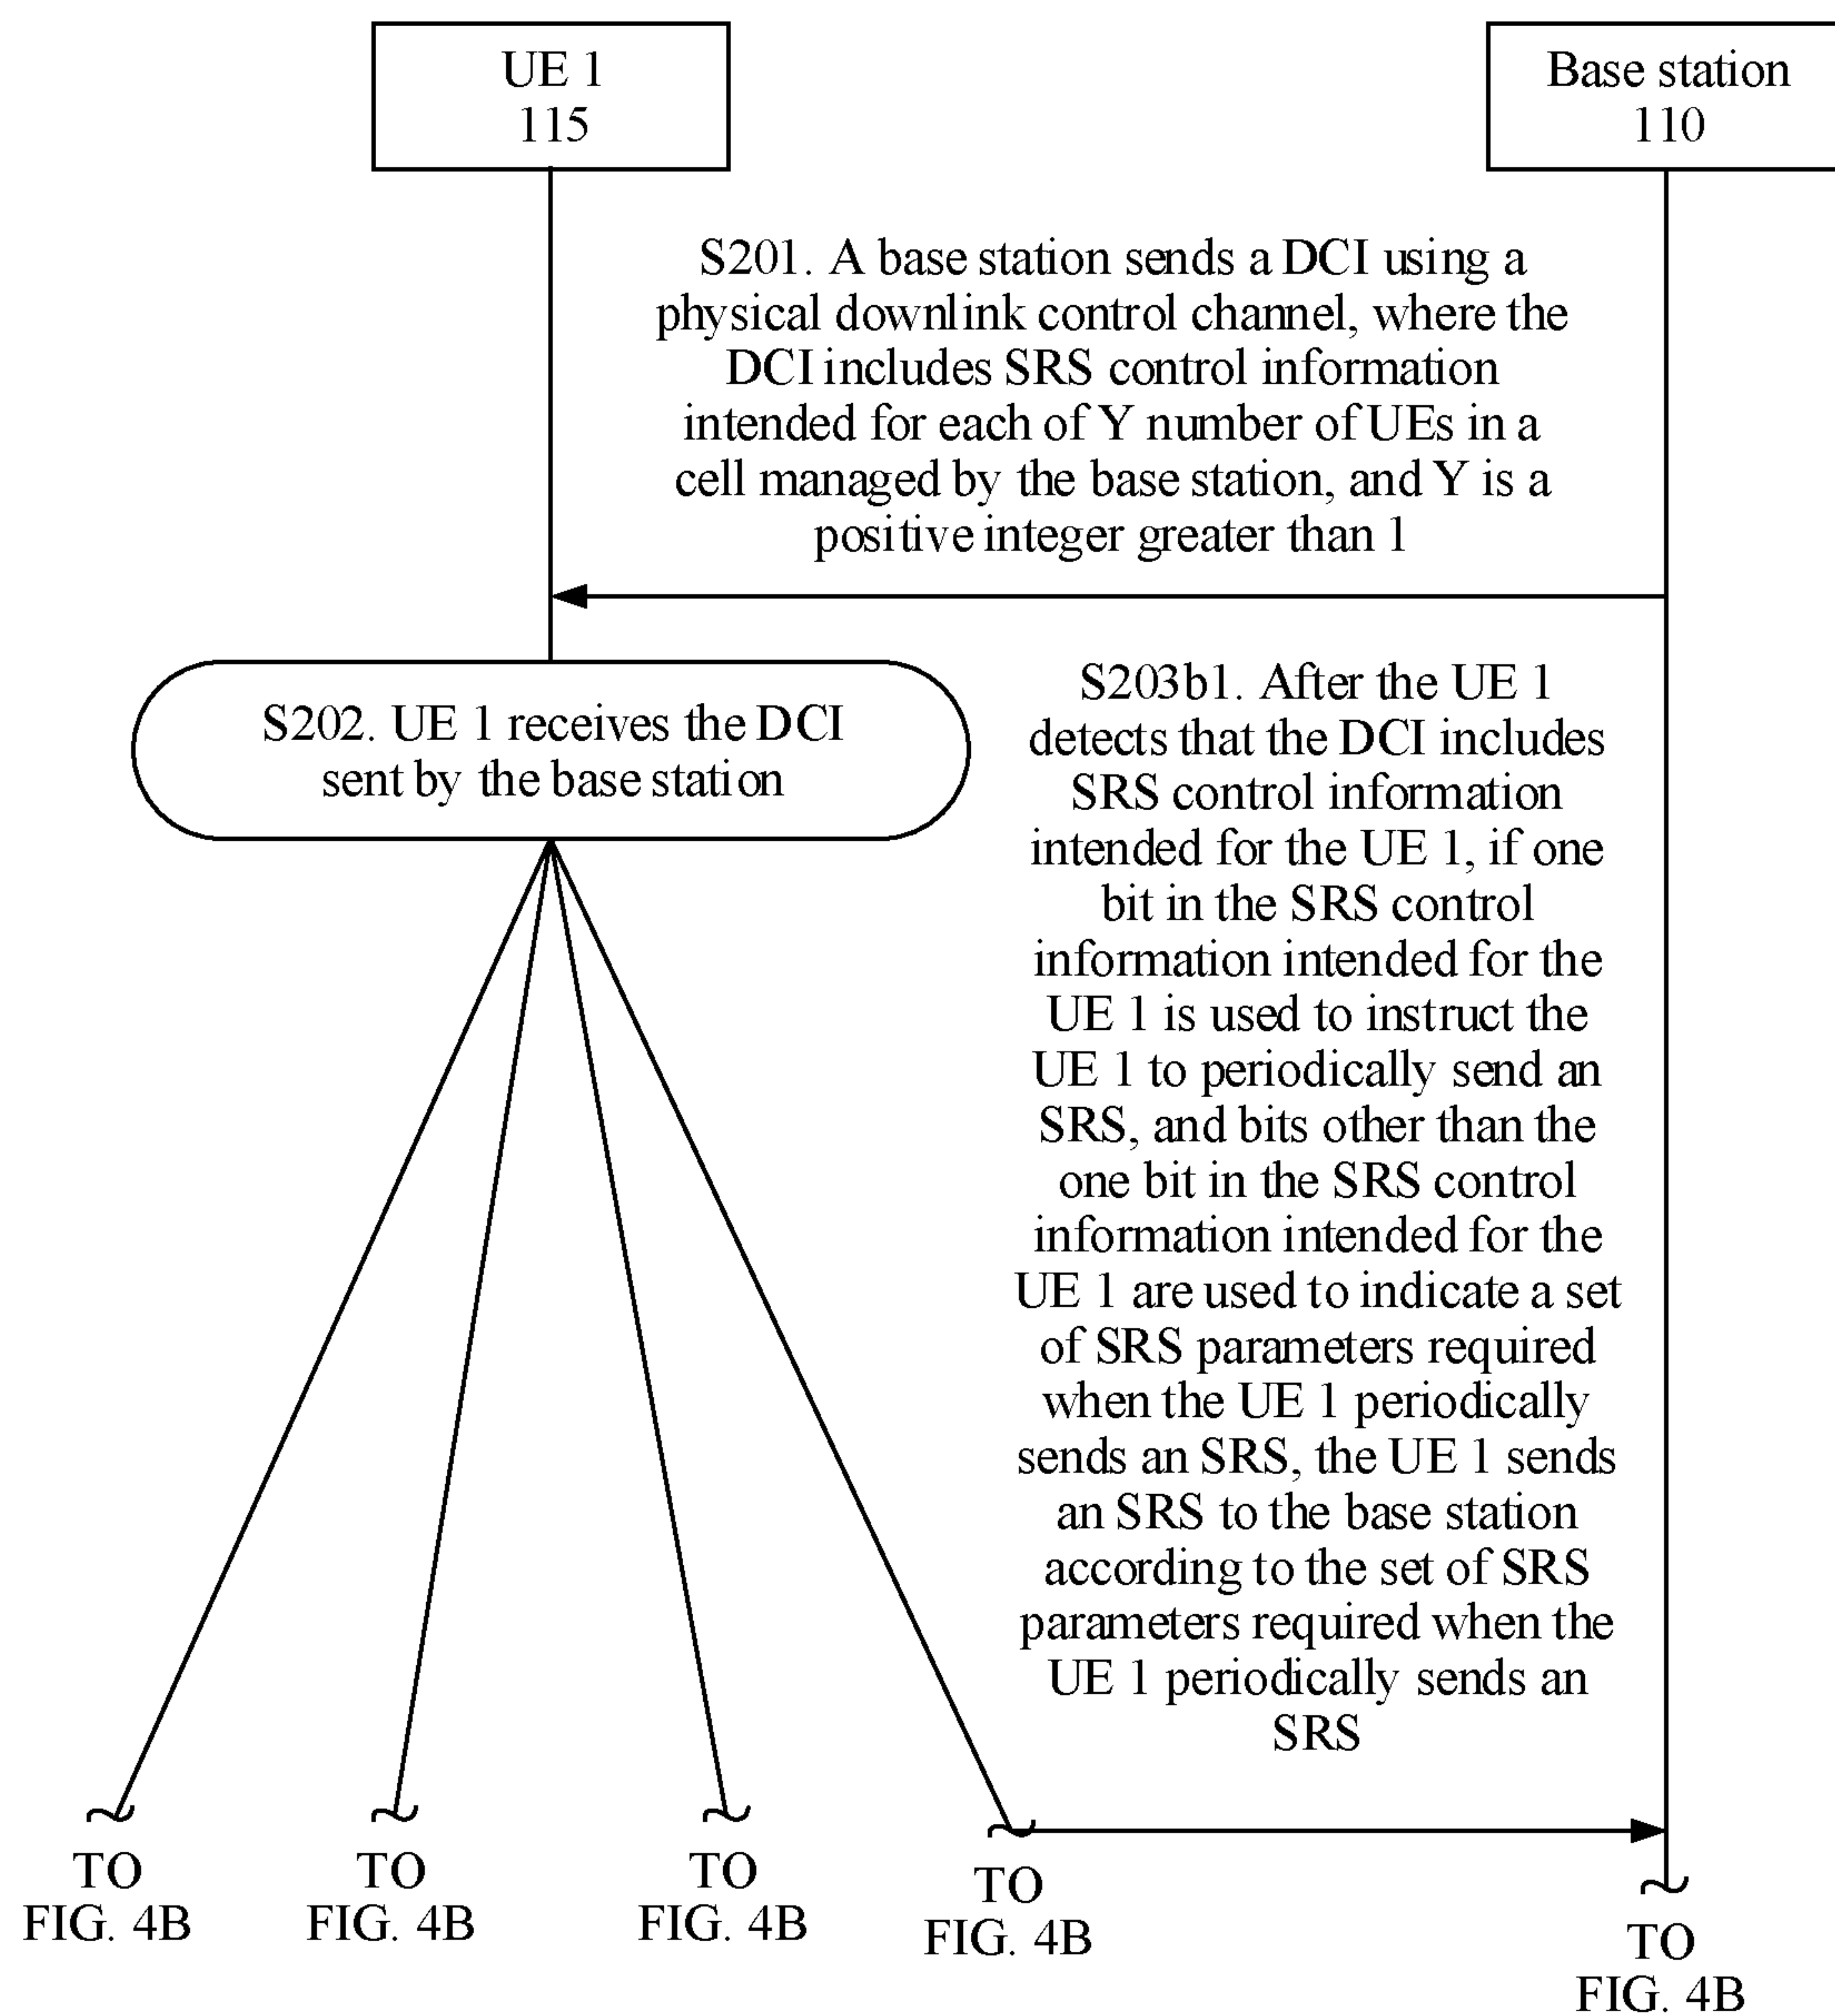 UE 1
115
Base station
110
S201. A base station sends a DCI using a
physical downlink control channel, where the
DCI includes SRS control information
intended for each of Y number of UEs in a
cell managed by the base station, and Y is a
positive integer greater than 1
S202. UE 1 receives the DCI
sent by the base station
S203b1. After the UE 1
detects that the DCI includes
SRS control information
intended for the UE 1, if one
bit in the SRS control
information intended for the
UE 1 is used to instruct the
UE 1 to periodically send an
SRS, and bits other than the
one bit in the SRS control
information intended for the
UE 1 are used to indicate a set
of SRS parameters required
when the UE 1 periodically
sends an SRS, the UE 1 sends
an SRS to the base station
according to the set of SRS
parameters required when the
UE 1 periodically sends an
SRS
TO
FIG. 4B
TO
FIG. 4B
TO
FIG. 4B
TO
FIG. 4B
TO
FIG. 4B